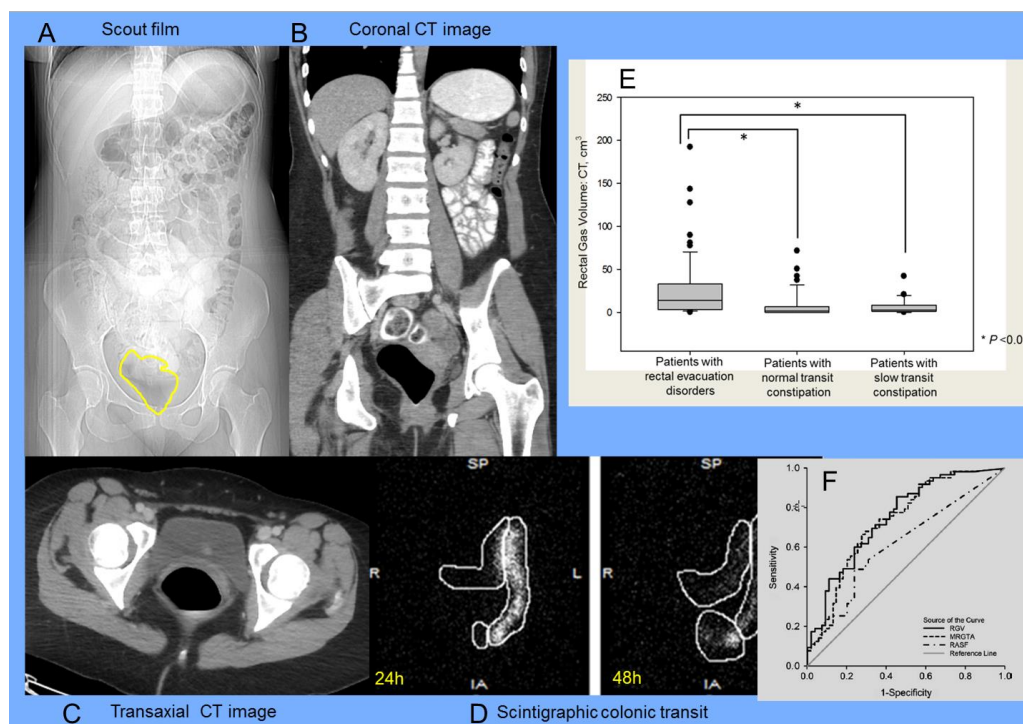 A Scout film
B Coronal CT image
E
250
200
150
100
50
0
Rectal Gas Volume: CT, cm³
*
*
* P <0.0
Patients with
rectal evacuation
disorders
Patients with
normal transit
constipation
Patients with
slow transit
constipation
SP
R
L
24h
IA
SP
R
48h
IA
F
1.0
0.8
0.6
0.4
0.2
0.0
Sensitivity
Source of the Curve
RGV
MRGTA
RASF
Reference Line
0.0 0.2 0.4 0.6 0.8 1.0
1-Specificity
C Transaxial CT image
D Scintigraphic colonic transit